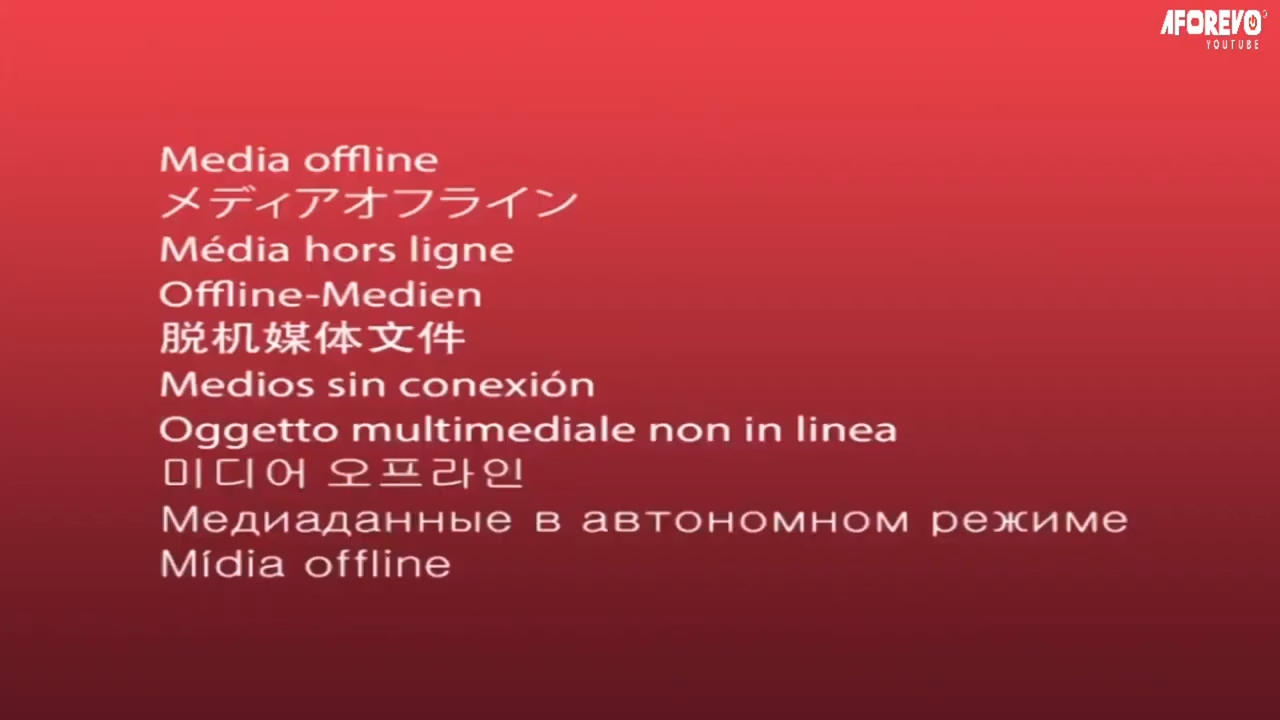 AFOREVO
YOUTUBE
Media offline
メディアオフライン
Média hors ligne
Offline-Medien
脱机媒体文件
Medios sin conexión
Oggetto multimediale non in linea
미디어 오프라인
Медиаданные в автономном режиме
Mídia offline